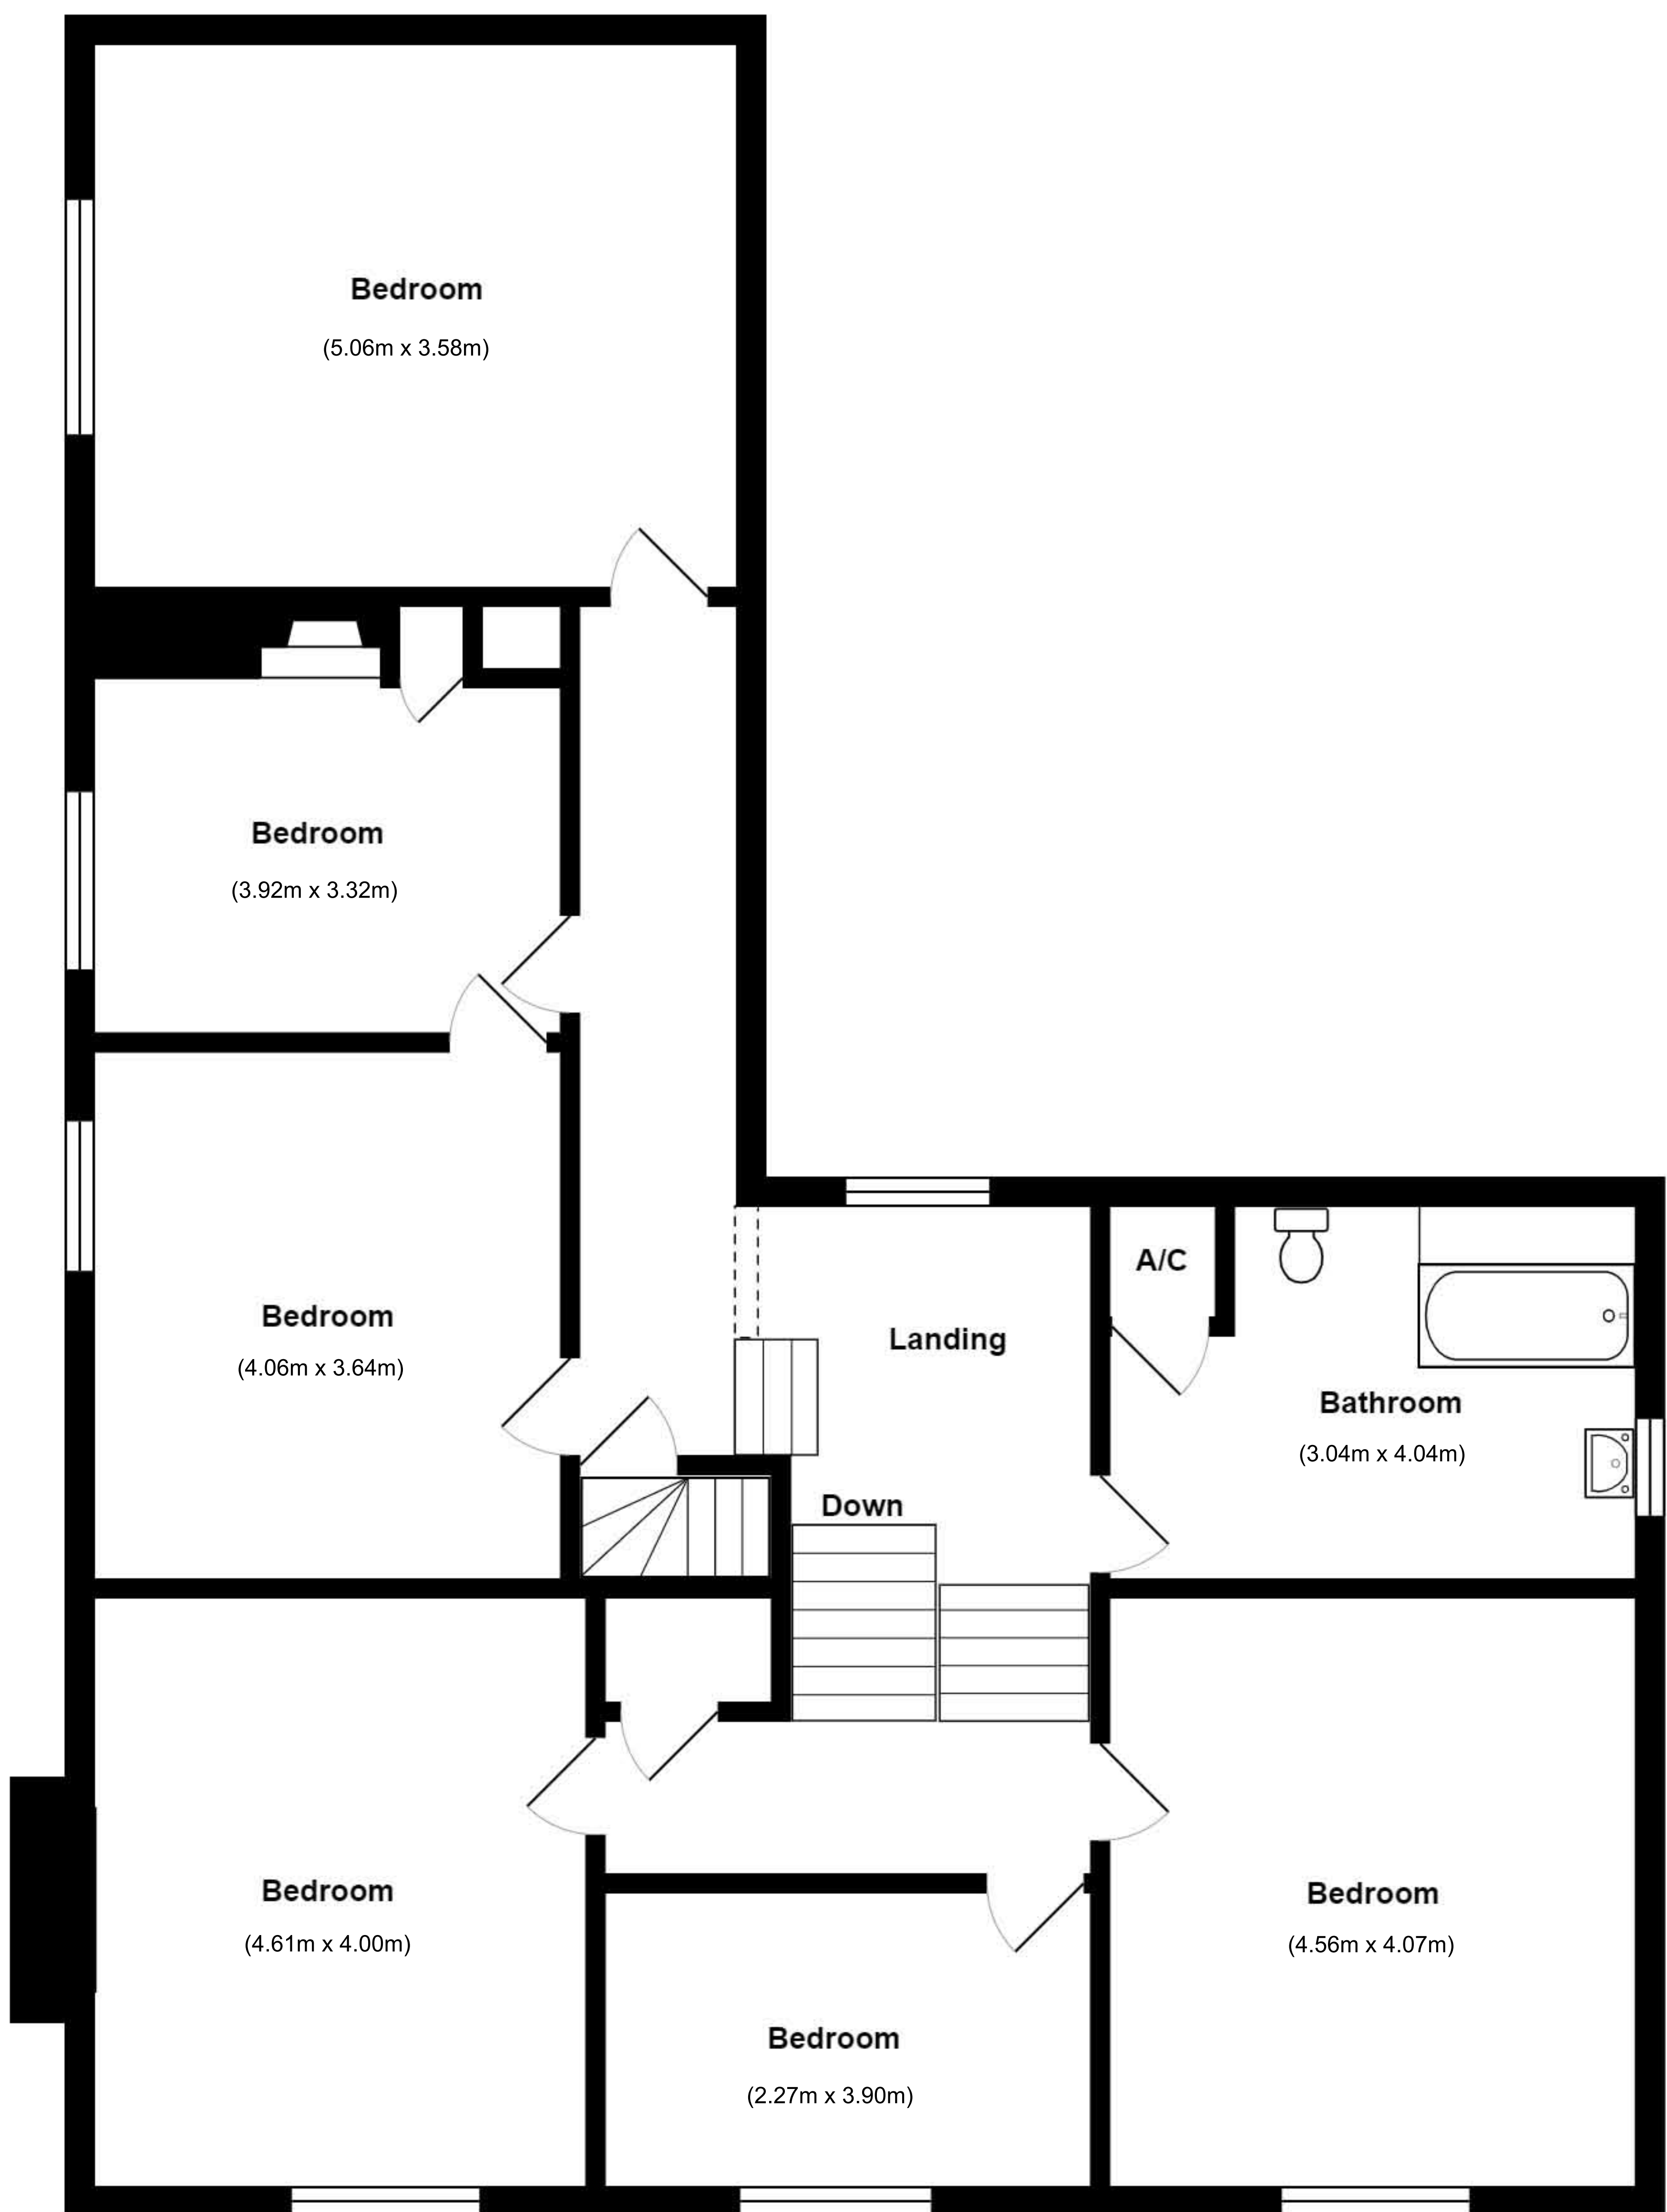 Bedroom
(5.06m x 3.58m)
Bedroom
(3.92m x 3.32m)
Bedroom
(4.06m x 3.64m)
A/C
Landing
Bathroom
(3.04m x 4.04m)
Down
Bedroom
(4.61m x 4.00m)
Bedroom
(4.56m x 4.07m)
Bedroom
(2.27m x 3.90m)